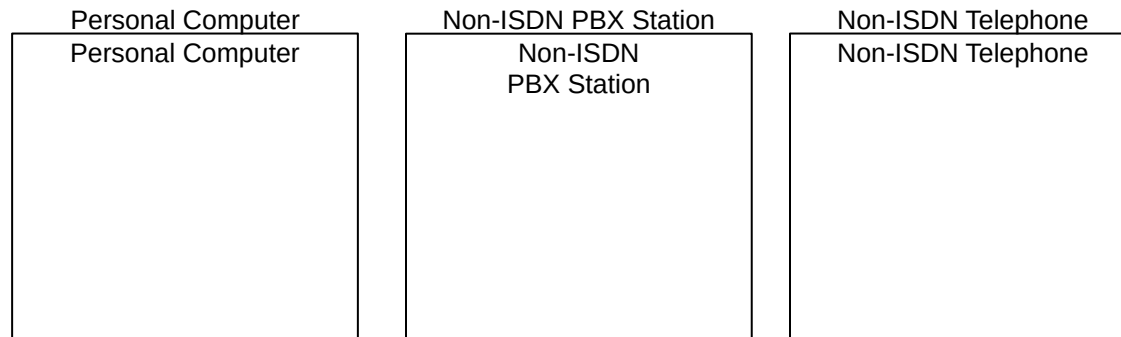 Personal Computer
Non-ISDN PBX Station
Non-ISDN Telephone
Personal Computer
Non-ISDN
PBX Station
Non-ISDN Telephone